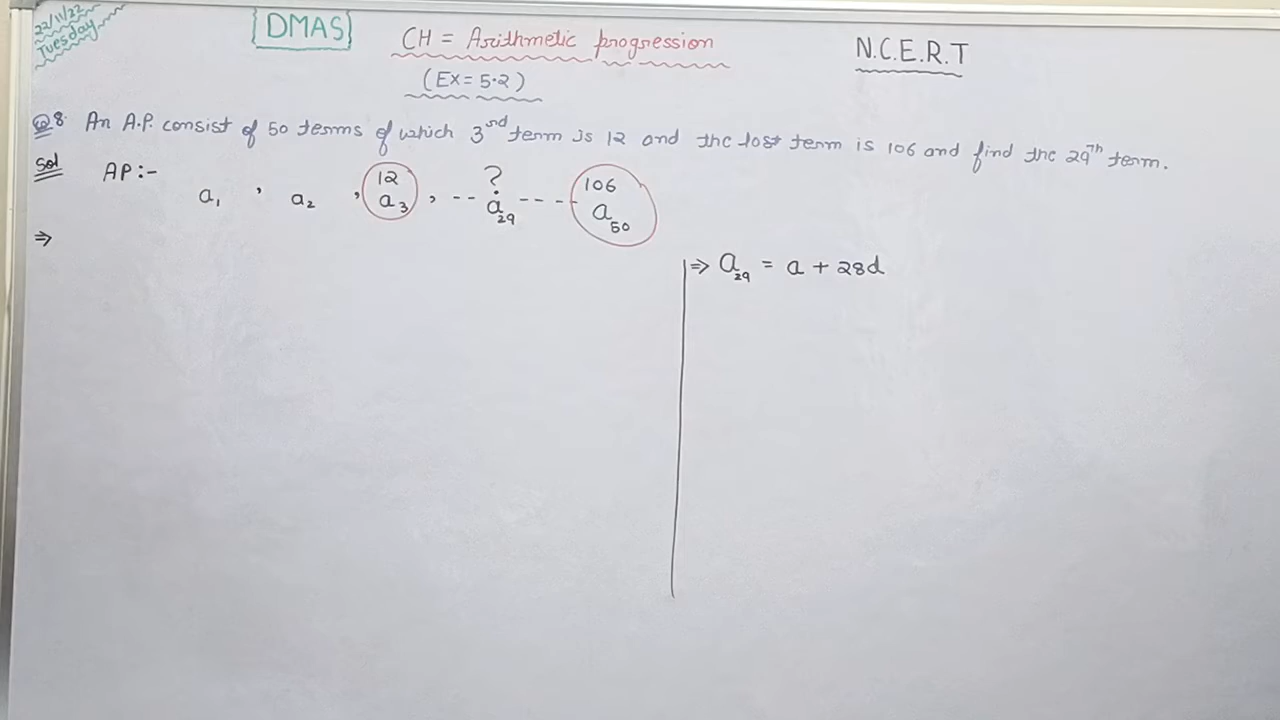 22/11/22
Tuesday
[DMAS]
CH = Arithmetic progression
N.C.E.R.T
(Ex = 5.2)
Q8. An A.P. consist of 50 terms of which 3rd term is 12 and the last term is 106 and find the 29th term.
Sol AP:-
12 ? 106
a1 , a2 , a3 , -- a29 ---- a50
⇒
⇒ a29 = a + 28d